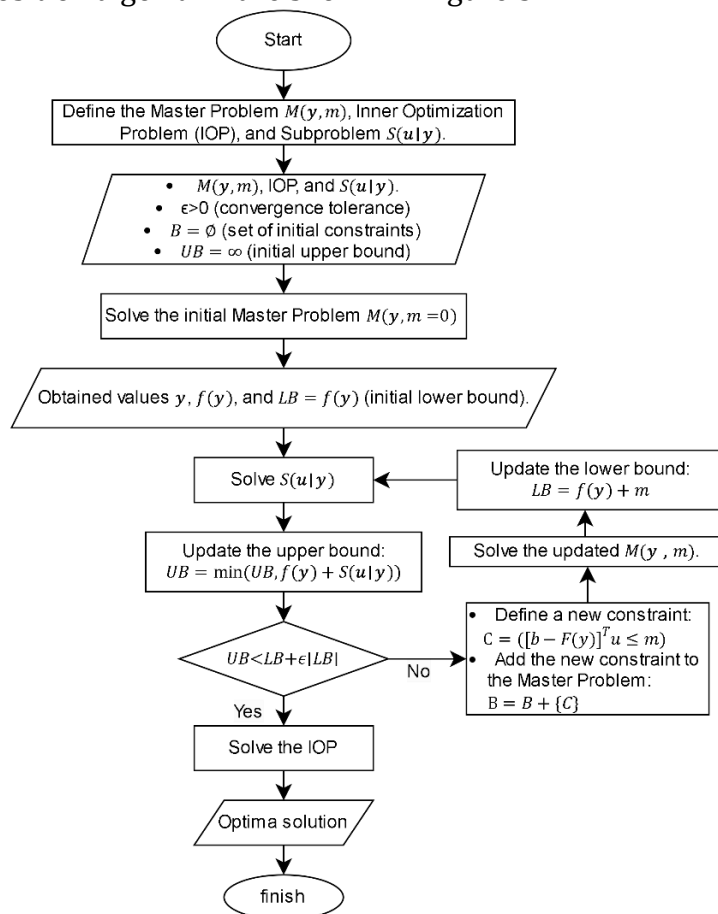 Start
Define the Master Problem M(y,m), Inner Optimization
Problem (IOP), and Subproblem S(u|y).
• M(y,m), IOP, and S(u|y).
• ϵ>0 (convergence tolerance)
• B = ∅ (set of initial constraints)
• UB = ∞ (initial upper bound)
Solve the initial Master Problem M(y,m =0)
Obtained values y, f(y), and LB = f(y) (initial lower bound).
Solve S(u|y)
Update the upper bound:
UB = min(UB, f(y) + S(u|y))
UB<LB+ϵ|LB|
No
• Define a new constraint:
C = ([b − F(y)]ᵀu ≤ m)
• Add the new constraint to
the Master Problem:
B = B + {C}
Solve the updated M(y , m).
Update the lower bound:
LB = f(y) + m
Yes
Solve the IOP
Optima solution
finish